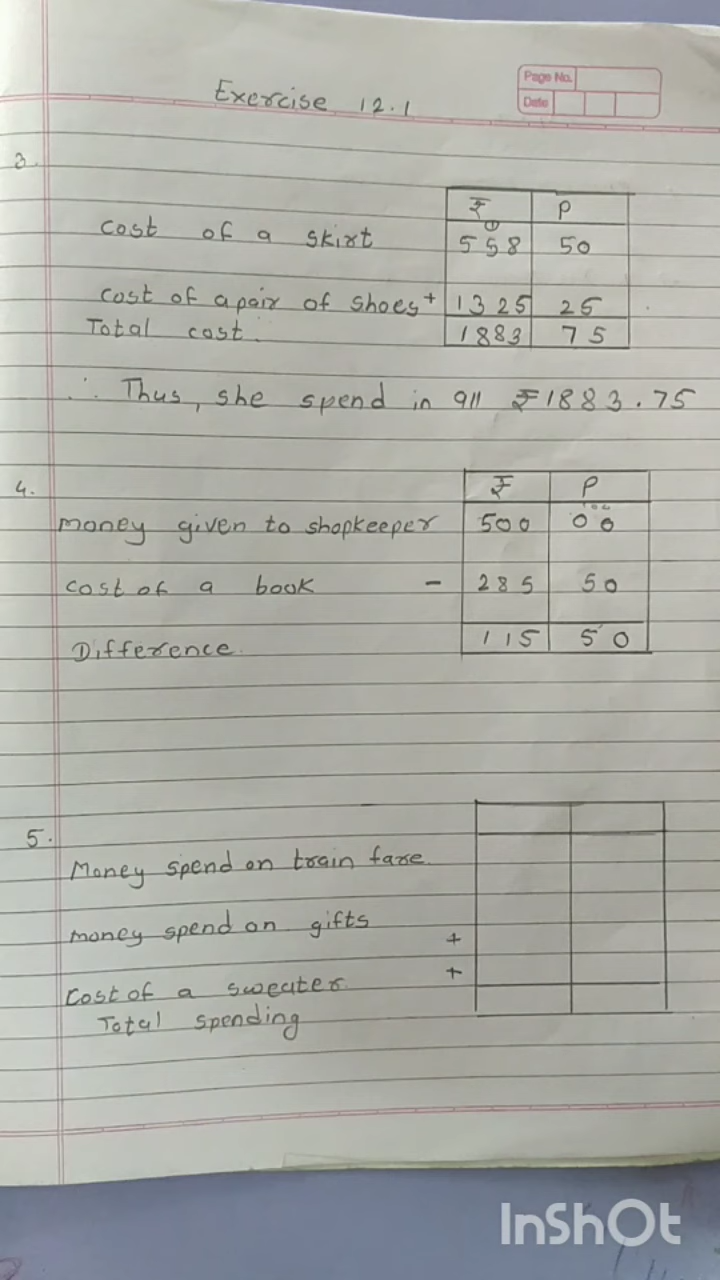 Exercise 12.1
Page No.
Date
3.
₹ P
1
Cost of a skirt 558 50
Cost of a pair of shoes + 1325 25
Total cost. 1883 75
∴ Thus, she spend in all ₹1883.75
4.
₹ P
100
money given to shopkeeper 500 00
cost of a book - 285 50
Difference. 115 50
5.
Money spend on train fare
money spend on gifts +
Cost of a sweater. +
Total spending
InShOt